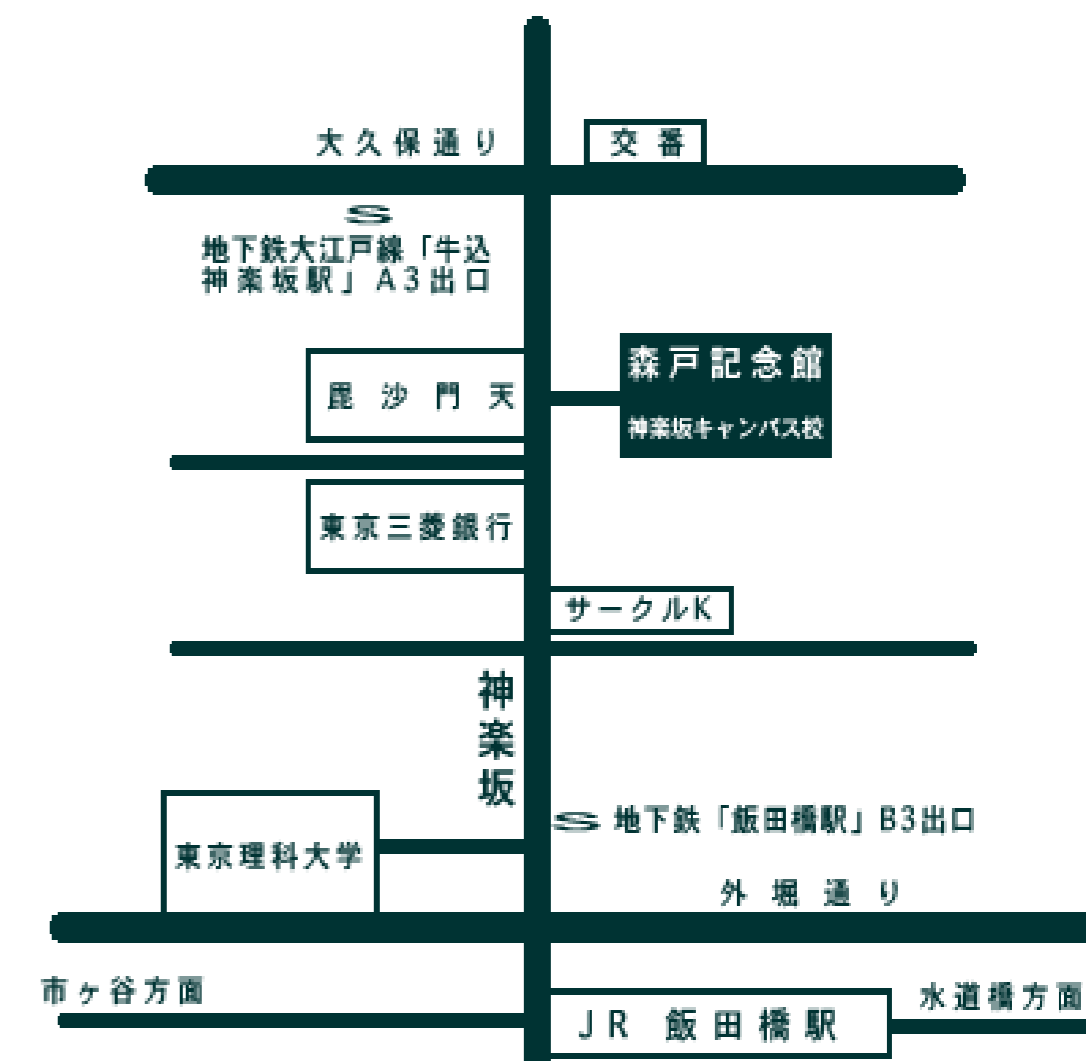 大久保通り
交番
S
地下鉄大江戸線「牛込
神楽坂駅」A3出口
森戸記念館
神楽坂キャンパス校
毘沙門天
東京三菱銀行
サークルK
神楽坂
S 地下鉄「飯田橋駅」B3出口
東京理科大学
外堀通り
市ヶ谷方面
水道橋方面
JR 飯田橋駅